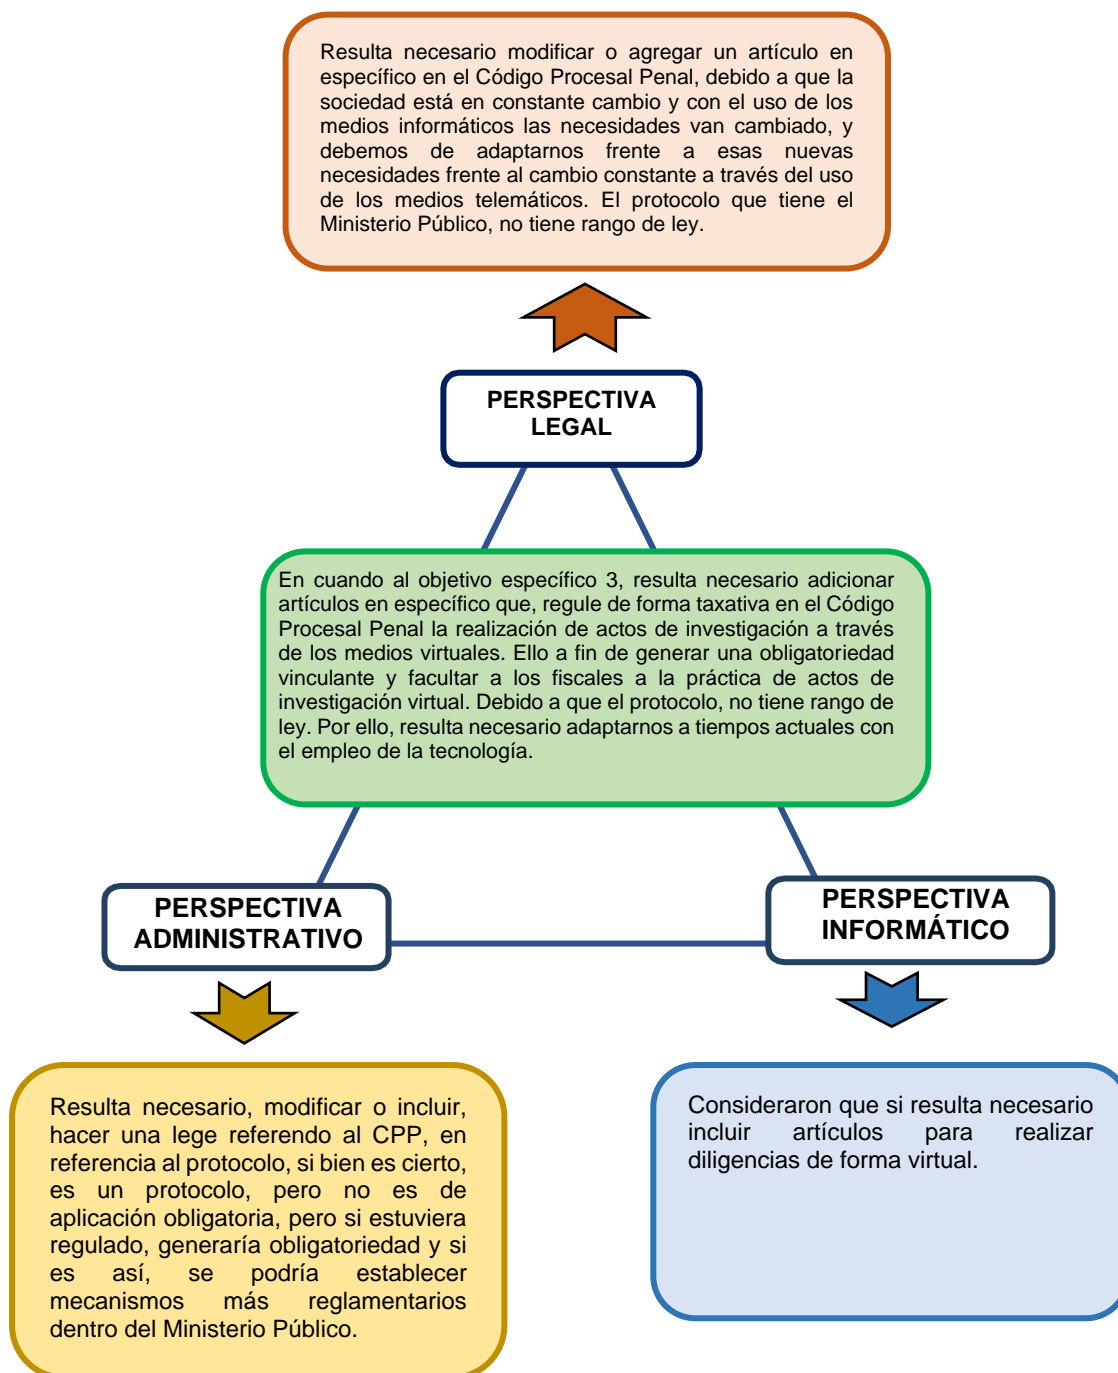 Resulta necesario modificar o agregar un artículo en
específico en el Código Procesal Penal, debido a que la
sociedad está en constante cambio y con el uso de los
medios informáticos las necesidades van cambiado, y
debemos de adaptarnos frente a esas nuevas
necesidades frente al cambio constante a través del uso
de los medios telemáticos. El protocolo que tiene el
Ministerio Público, no tiene rango de ley.
PERSPECTIVA
LEGAL
En cuando al objetivo específico 3, resulta necesario adicionar
artículos en específico que, regule de forma taxativa en el Código
Procesal Penal la realización de actos de investigación a través
de los medios virtuales. Ello a fin de generar una obligatoriedad
vinculante y facultar a los fiscales a la práctica de actos de
investigación virtual. Debido a que el protocolo, no tiene rango de
ley. Por ello, resulta necesario adaptarnos a tiempos actuales con
el empleo de la tecnología.
PERSPECTIVA
ADMINISTRATIVO
PERSPECTIVA
INFORMÁTICO
Resulta necesario, modificar o incluir,
hacer una lege referendo al CPP, en
referencia al protocolo, si bien es cierto,
es un protocolo, pero no es de
aplicación obligatoria, pero si estuviera
regulado, generaría obligatoriedad y si
es así, se podría establecer
mecanismos más reglamentarios
dentro del Ministerio Público.
Consideraron que si resulta necesario
incluir artículos para realizar
diligencias de forma virtual.